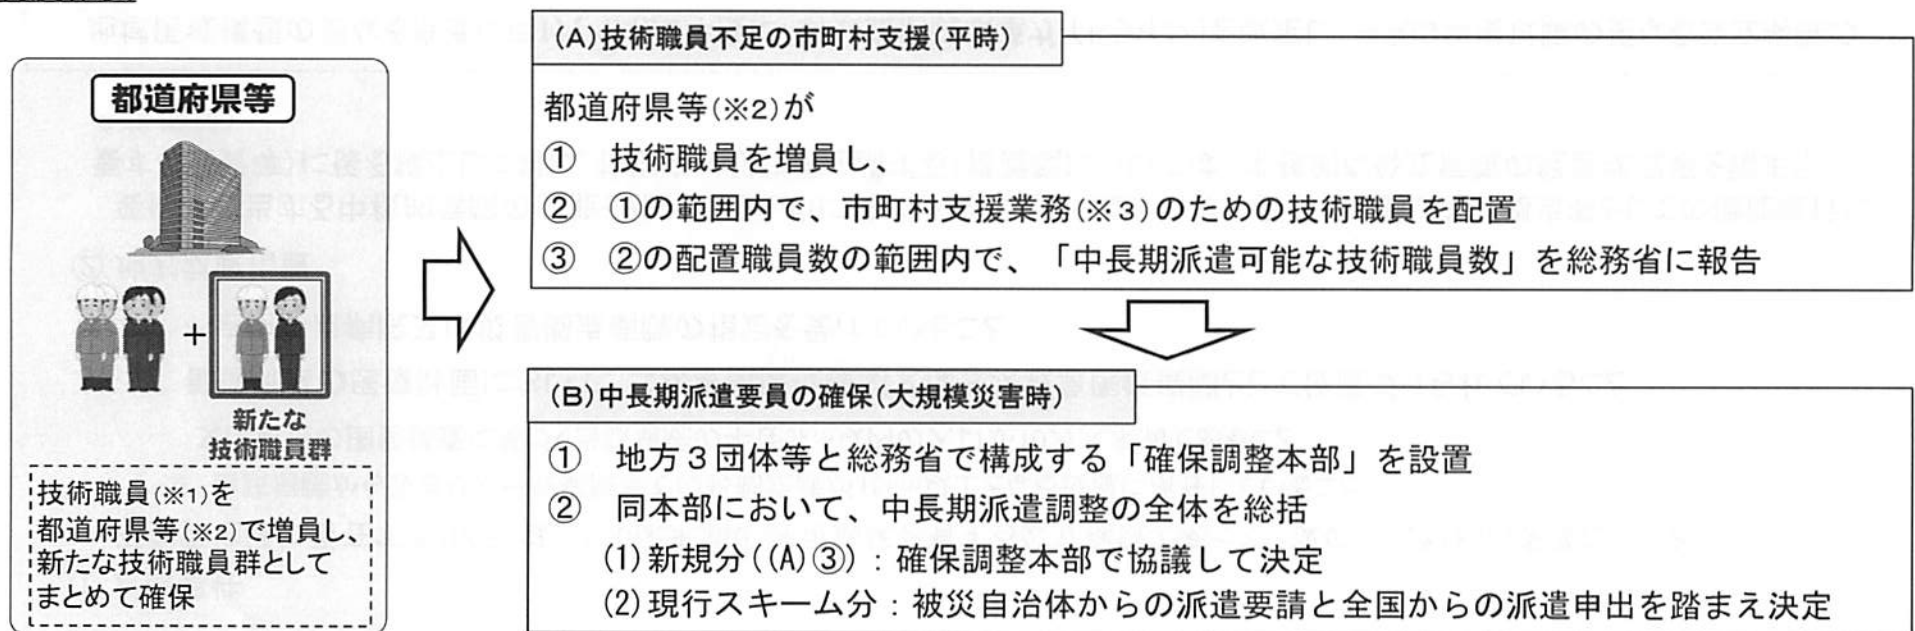 都道府県等
+
新たな
技術職員群
技術職員(※1)を
都道府県等(※2)で増員し、
新たな技術職員群として
まとめて確保
(A)技術職員不足の市町村支援(平時)
都道府県等(※2)が
① 技術職員を増員し、
② ①の範囲内で、市町村支援業務(※3)のための技術職員を配置
③ ②の配置職員数の範囲内で、「中長期派遣可能な技術職員数」を総務省に報告
(B)中長期派遣要員の確保(大規模災害時)
① 地方3団体等と総務省で構成する「確保調整本部」を設置
② 同本部において、中長期派遣調整の全体を総括
(1)新規分((A)③):確保調整本部で協議して決定
(2)現行スキーム分:被災自治体からの派遣要請と全国からの派遣申出を踏まえ決定